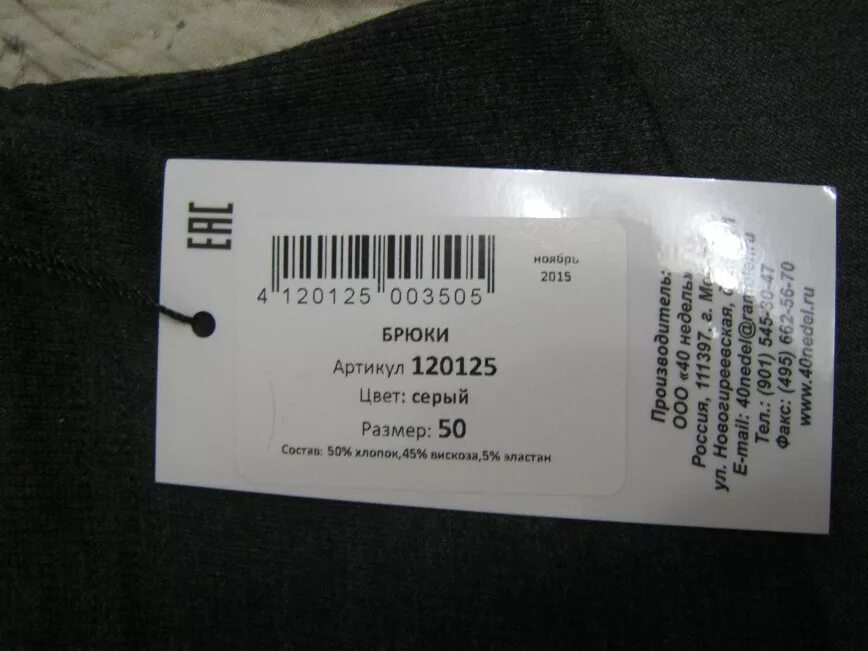 EAC
4 120125 003505
ноябрь
2015
БРЮКИ
Артикул 120125
Цвет: серый
Размер: 50
Состав: 50% хлопок,45% вискоза,5% эластан
Производитель:
ООО «40 недель»
Россия, 111397, г.
ул. Новогиреевская,
E-mail: 40nedel@
Тел.: (901) 545-30-47
Факс: (495) 662-56-70
www.40nedel.ru